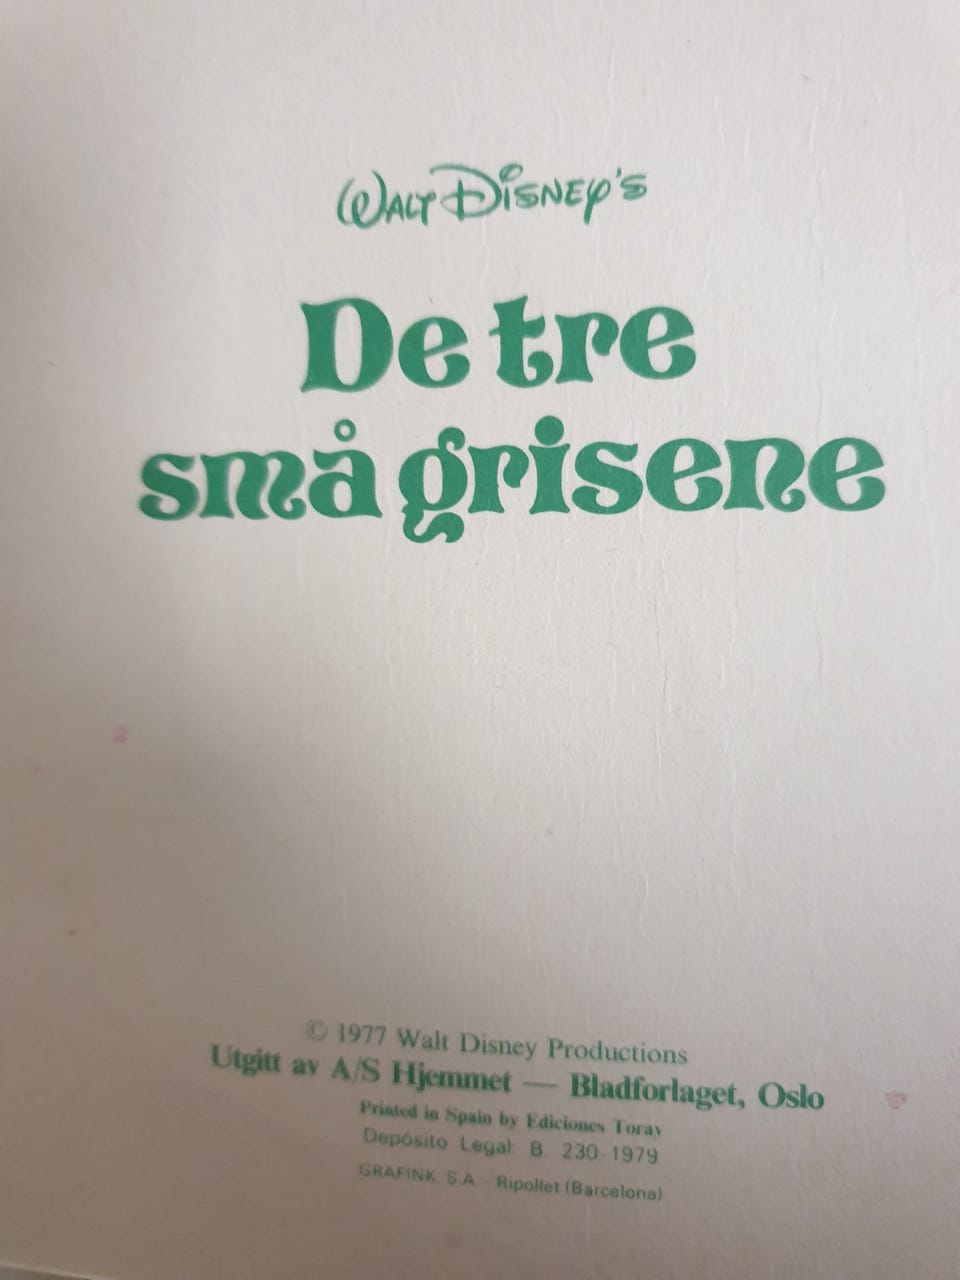 WALT DISNEY'S
De tre
små grisene
© 1977 Walt Disney Productions
Utgitt av A/S Hjemmet — Bladforlaget, Oslo
Printed in Spain by Ediciones Toray
Depósito Legal: B. 230-1979
GRAFINK, S.A. - Ripollet (Barcelona)